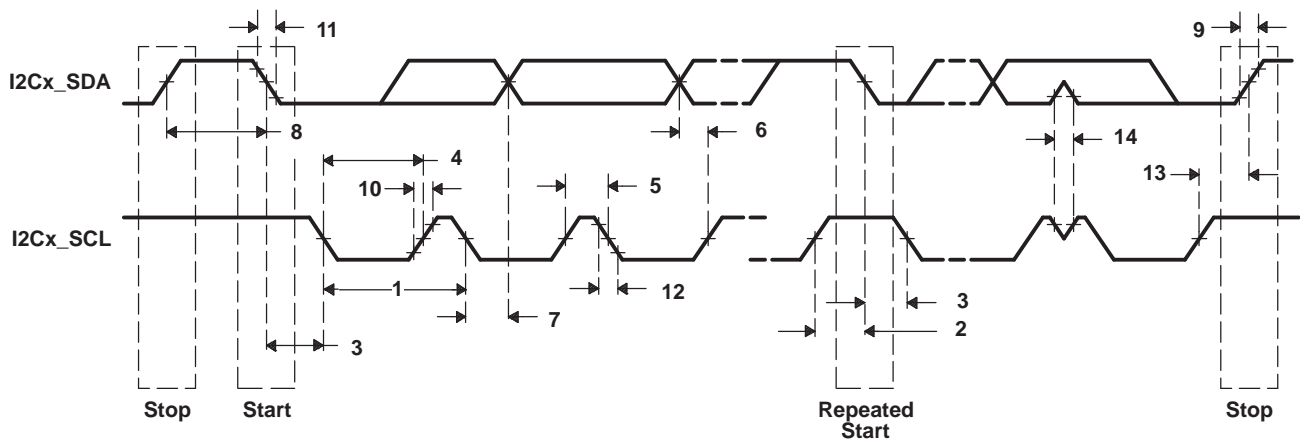 11
9
I2Cx_SDA
8
6
4
14
10
5
13
I2Cx_SCL
1
12
3
7
2
3
Stop
Start
Repeated
Start
Stop